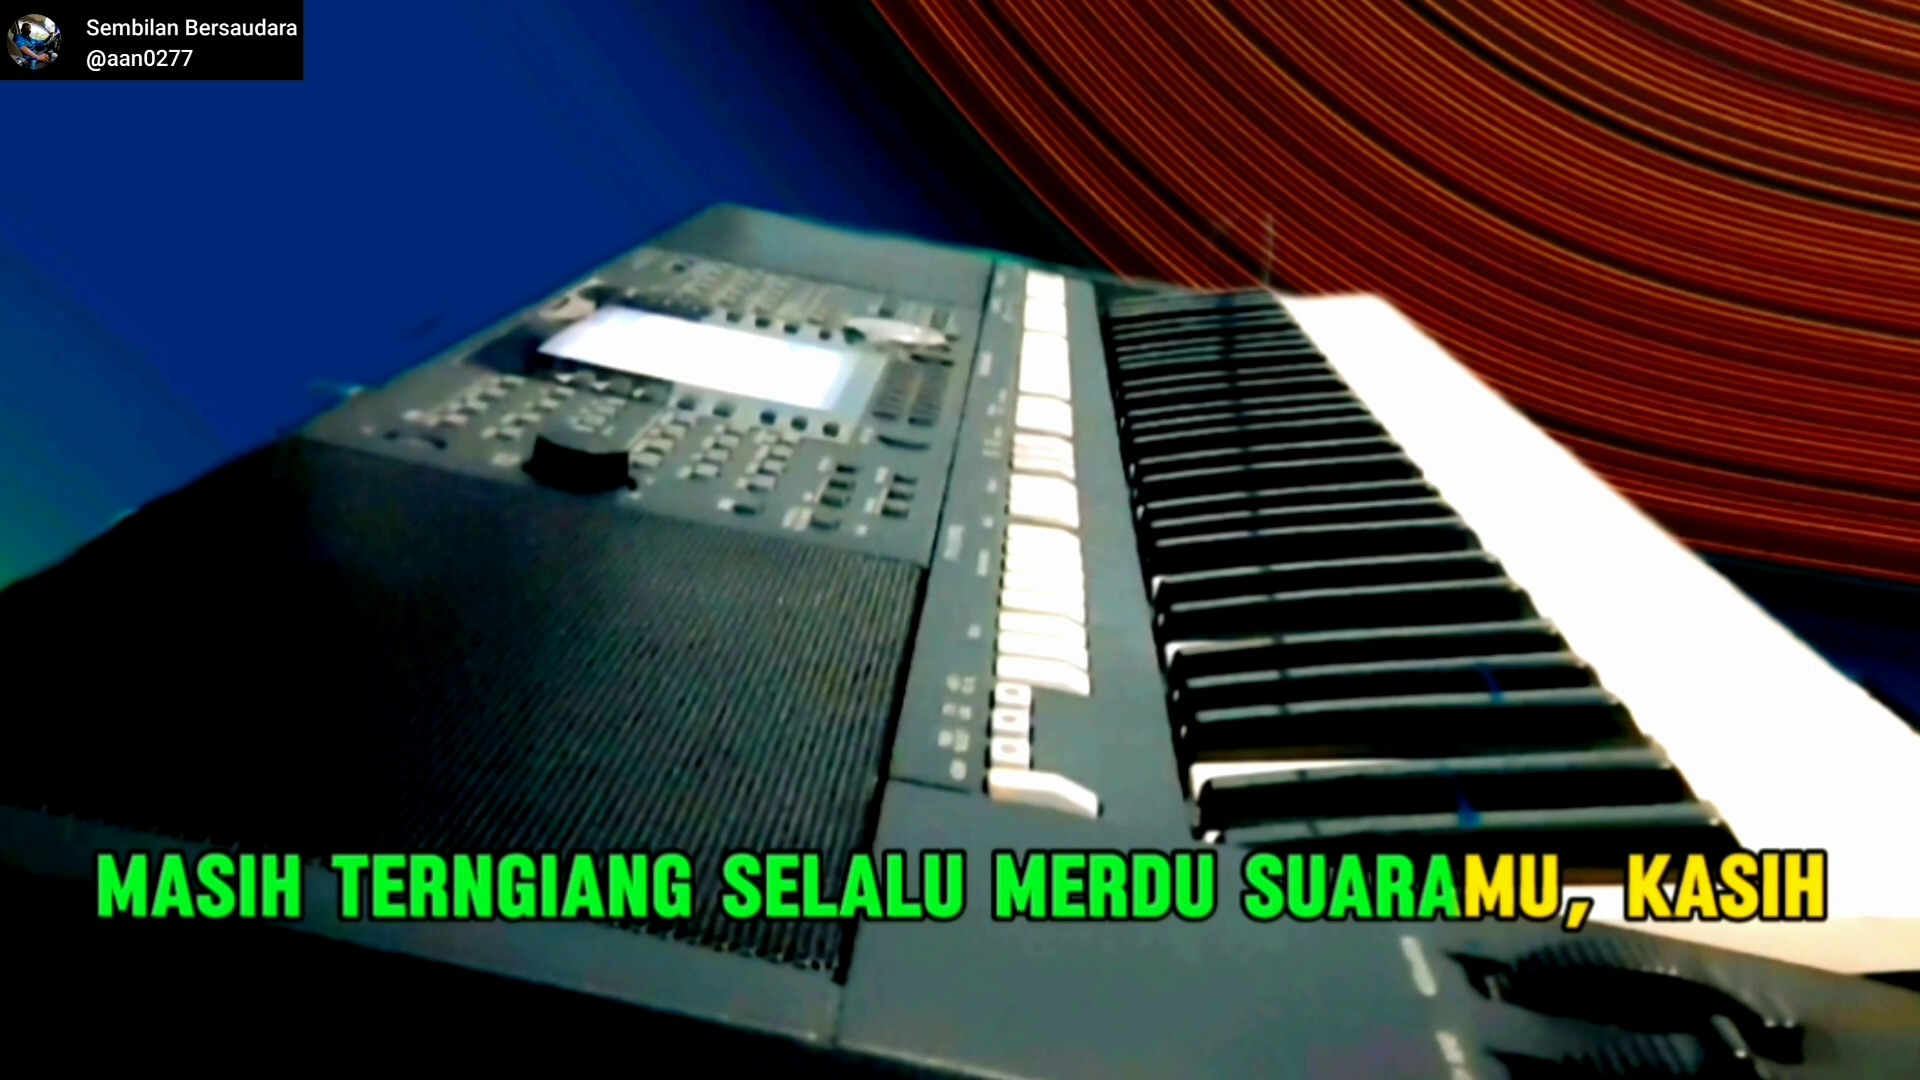 Sembilan Bersaudara
@aan0277
MASIH TERNGIANG SELALU MERDU SUARAMU, KASIH